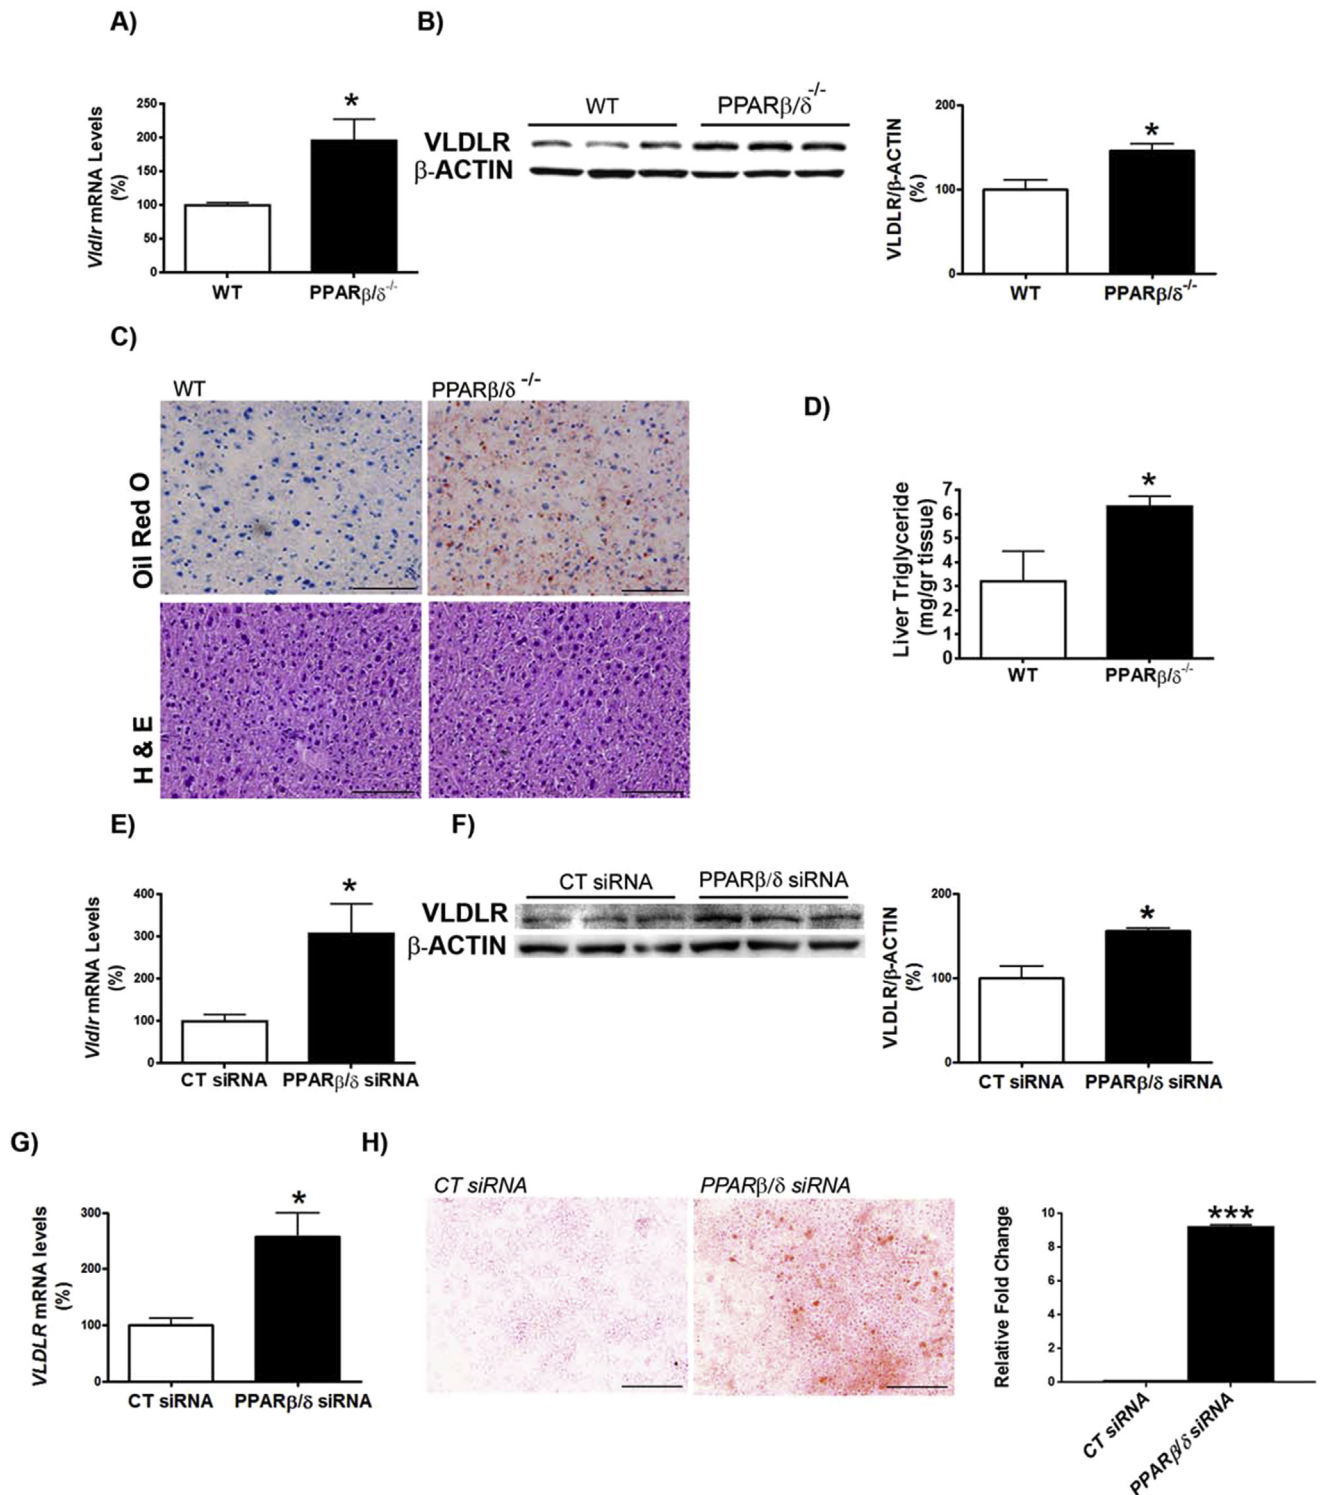 A)
250
200
150
100
50
0
Vldlr mRNA Levels
(%)
*
WT
PPARβ/δ-/-
B)
WT
PPARβ/δ-/-
VLDLR
β-ACTIN
200
100
0
VLDLR/β-ACTIN
(%)
*
WT
PPARβ/δ-/-
C)
WT
PPARβ/δ -/-
Oil Red O
H & E
D)
7
6
5
4
3
2
1
0
Liver Triglyceride
(mg/gr tissue)
*
WT
PPARβ/δ-/-
E)
400
300
200
100
0
Vldlr mRNA Levels
(%)
*
CT siRNA
PPARβ/δ siRNA
F)
CT siRNA
PPARβ/δ siRNA
VLDLR
β-ACTIN
200
100
0
VLDLR/β-ACTIN
(%)
*
CT siRNA
PPARβ/δ siRNA
G)
300
200
100
0
VLDLR mRNA levels
(%)
*
CT siRNA
PPARβ/δ siRNA
H)
CT siRNA
PPARβ/δ siRNA
10
8
6
4
2
0
Relative Fold Change
***
CT siRNA
PPARβ/δ siRNA